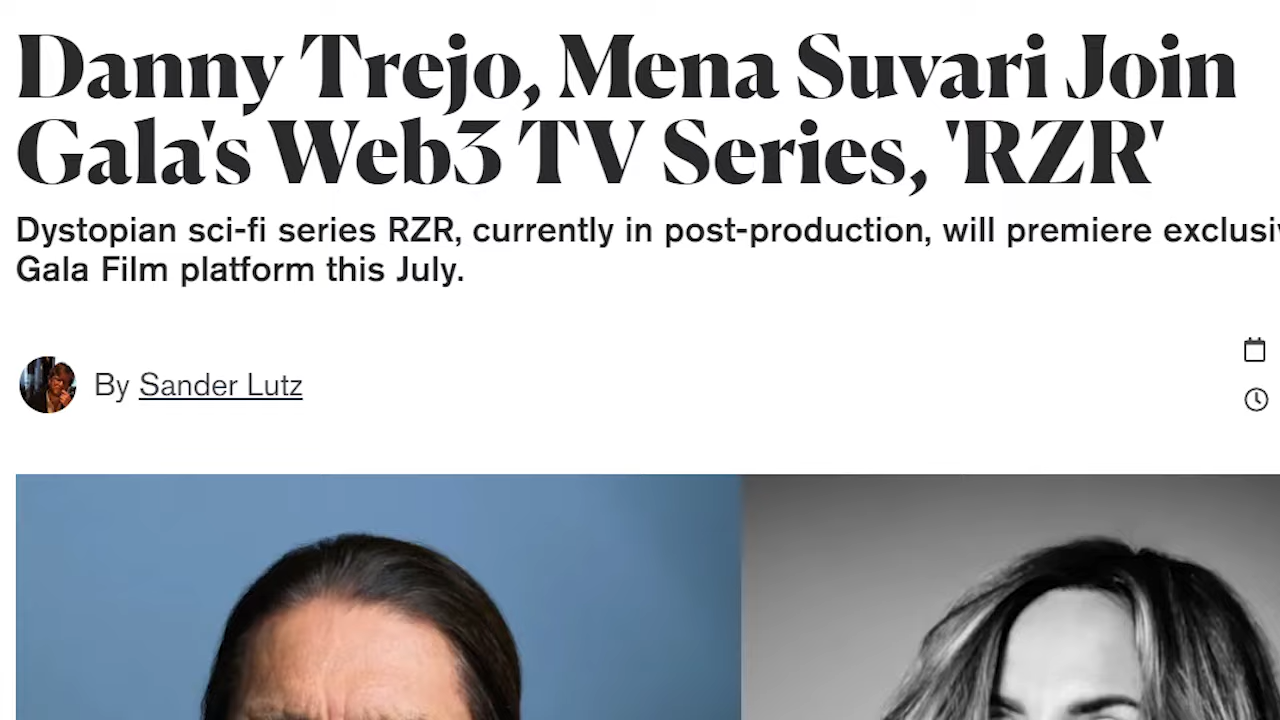 Danny Trejo, Mena Suvari Join
Gala's Web3 TV Series, 'RZR'
Dystopian sci-fi series RZR, currently in post-production, will premiere
Gala Film platform this July.
By Sander Lutz